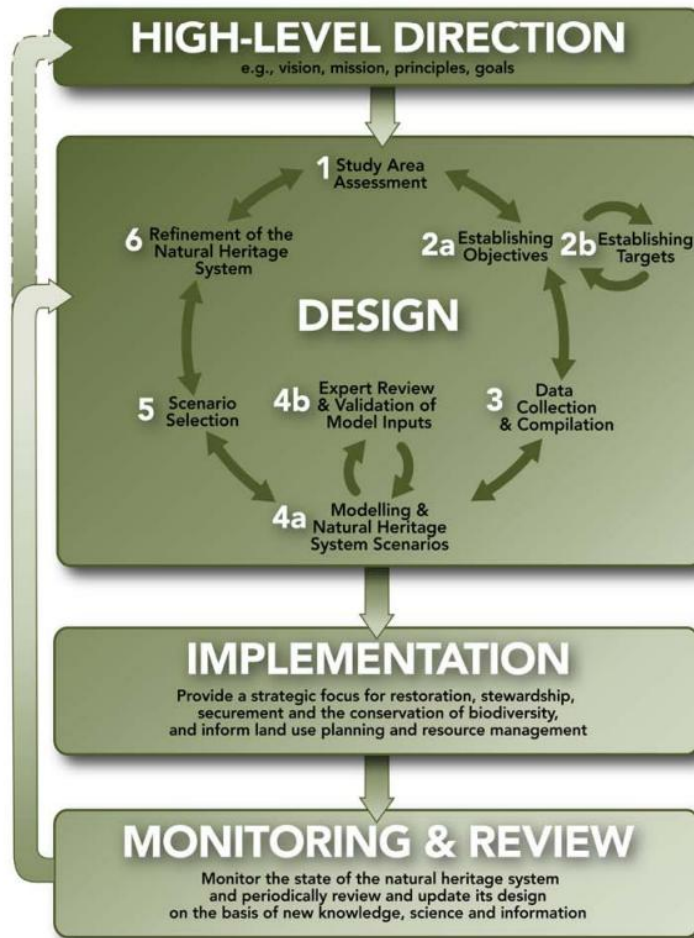 HIGH-LEVEL DIRECTION
e.g., vision, mission, principles, goals
1 Study Area
Assessment
6 Refinement of the
Natural Heritage
System
2a Establishing
Objectives
2b Establishing
Targets
DESIGN
5 Scenario
Selection
4b Expert Review
& Validation of
Model Inputs
3 Data
Collection
& Compilation
4a Modelling &
Natural Heritage
System Scenarios
IMPLEMENTATION
Provide a strategic focus for restoration, stewardship,
securement and the conservation of biodiversity,
and inform land use planning and resource management
MONITORING & REVIEW
Monitor the state of the natural heritage system
and periodically review and update its design
on the basis of new knowledge, science and information